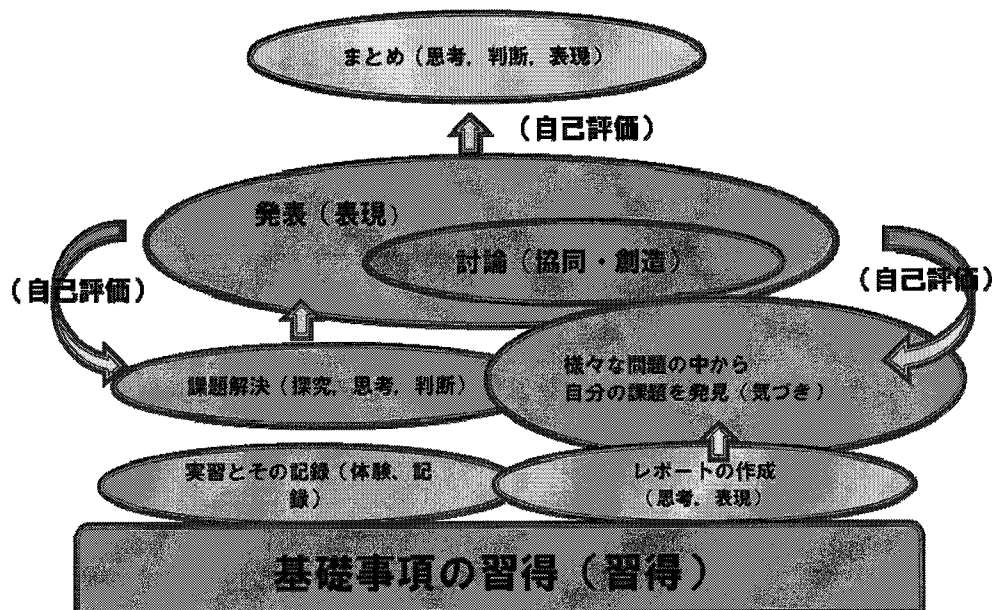 まとめ（思考，判断，表現）
（自己評価）
発表（表現）
討論（協同・創造）
（自己評価）
（自己評価）
課題解決（探究，思考，判断）
様々な問題の中から
自分の課題を発見（気づき）
実習とその記録（体験、記
録）
レポートの作成
（思考，表現）
基礎事項の習得（習得）